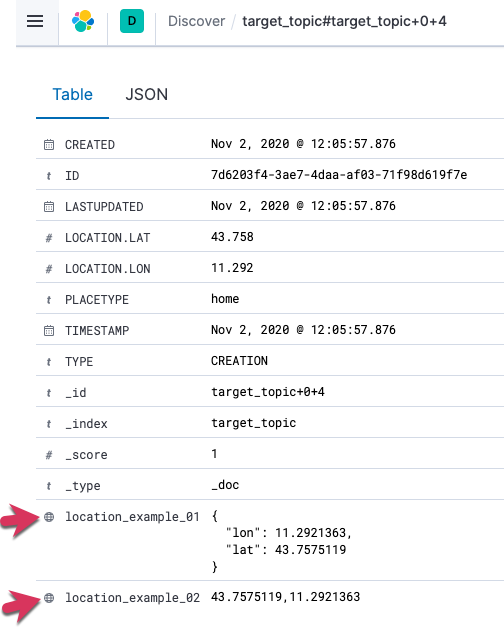 D Discover / target_topic#target_topic+0+4
Table JSON
CREATED Nov 2, 2020 @ 12:05:57.876
t ID 7d6203f4-3ae7-4daa-af03-71f98d619f7e
LASTUPDATED Nov 2, 2020 @ 12:05:57.876
# LOCATION.LAT 43.758
# LOCATION.LON 11.292
t PLACETYPE home
TIMESTAMP Nov 2, 2020 @ 12:05:57.876
t TYPE CREATION
t _id target_topic+0+4
t _index target_topic
# _score 1
t _type _doc
location_example_01 {
"lon": 11.2921363,
"lat": 43.7575119
}
location_example_02 43.7575119,11.2921363